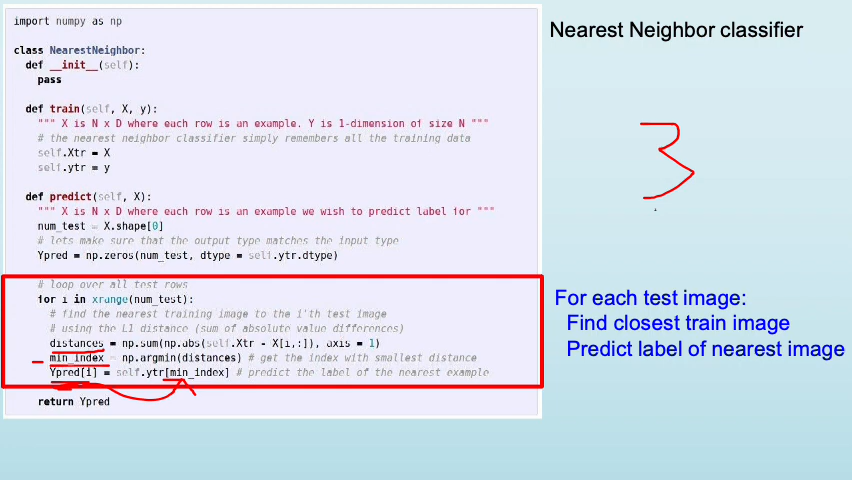 import numpy as np
class NearestNeighbor:
def __init__(self):
pass
def train(self, X, y):
""" X is N x D where each row is an example. Y is 1-dimension of size N """
# the nearest neighbor classifier simply remembers all the training data
self.Xtr = X
self.ytr = y
def predict(self, X):
""" X is N x D where each row is an example we wish to predict label for """
num_test = X.shape[0]
# lets make sure that the output type matches the input type
Ypred = np.zeros(num_test, dtype = self.ytr.dtype)
# loop over all test rows
for i in xrange(num_test):
# find the nearest training image to the i'th test image
# using the L1 distance (sum of absolute value differences)
distances = np.sum(np.abs(self.Xtr - X[i,:]), axis = 1)
min_index = np.argmin(distances) # get the index with smallest distance
Ypred[i] = self.ytr[min_index] # predict the label of the nearest example
return Ypred
Nearest Neighbor classifier
3
For each test image:
Find closest train image
Predict label of nearest image